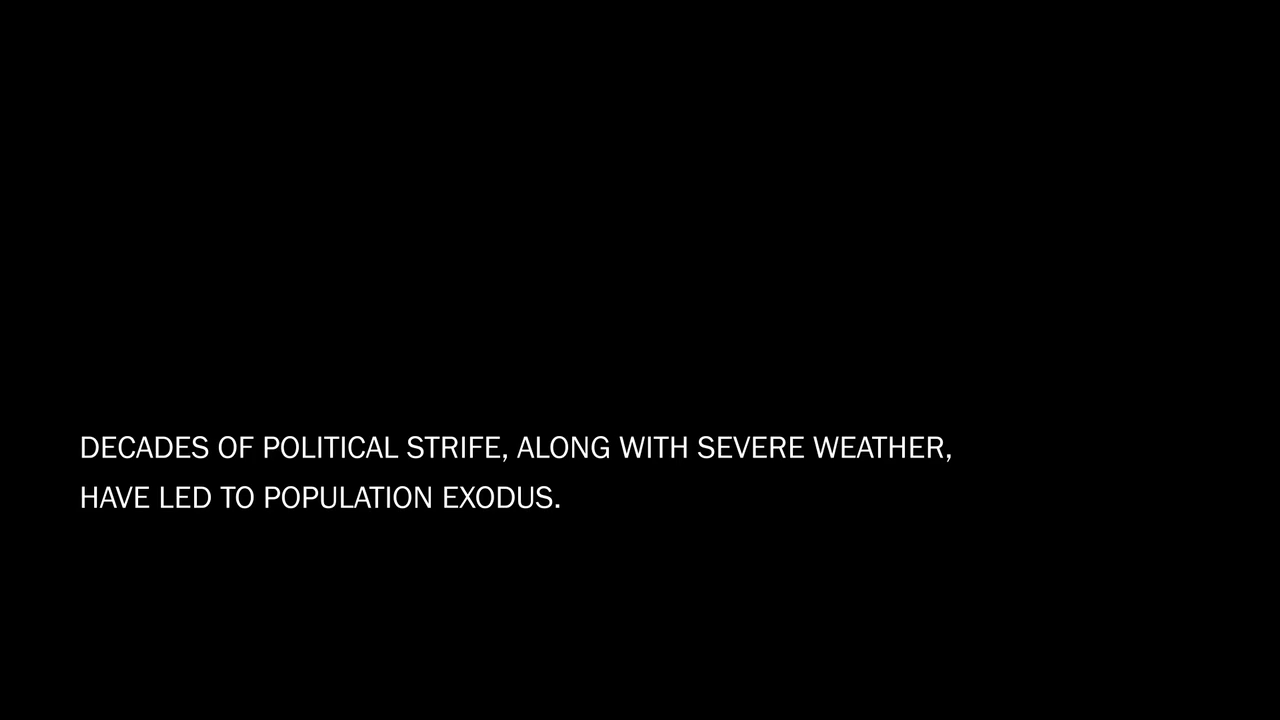 DECADES OF POLITICAL STRIFE, ALONG WITH SEVERE WEATHER,
HAVE LED TO POPULATION EXODUS.